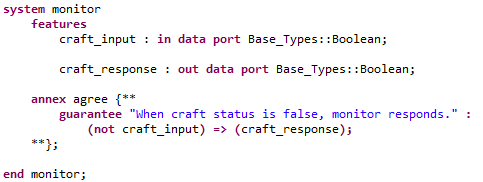 system monitor
features
craft_input : in data port Base_Types::Boolean;
craft_response : out data port Base_Types::Boolean;
annex agree {**
guarantee "When craft status is false, monitor responds." :
(not craft_input) => (craft_response);
**};
end monitor;